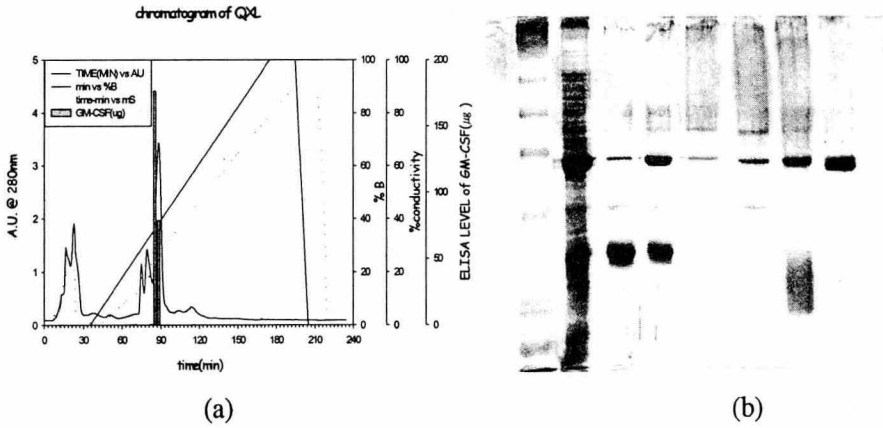 chromatogram of QXL
TIME(MIN) vs AU
min vs %B
time-min vs mS
GM-CSF(ug)
A.U. @ 280nm
5
4
3
2
1
0
0 30 60 90 120 150 180 210 240
time(min)
100
80
60
40
20
0
% B
100
80
60
40
20
0
%conductivity
200
150
100
50
0
ELISA LEVEL of GM-CSF(µg)
(a)
(b)